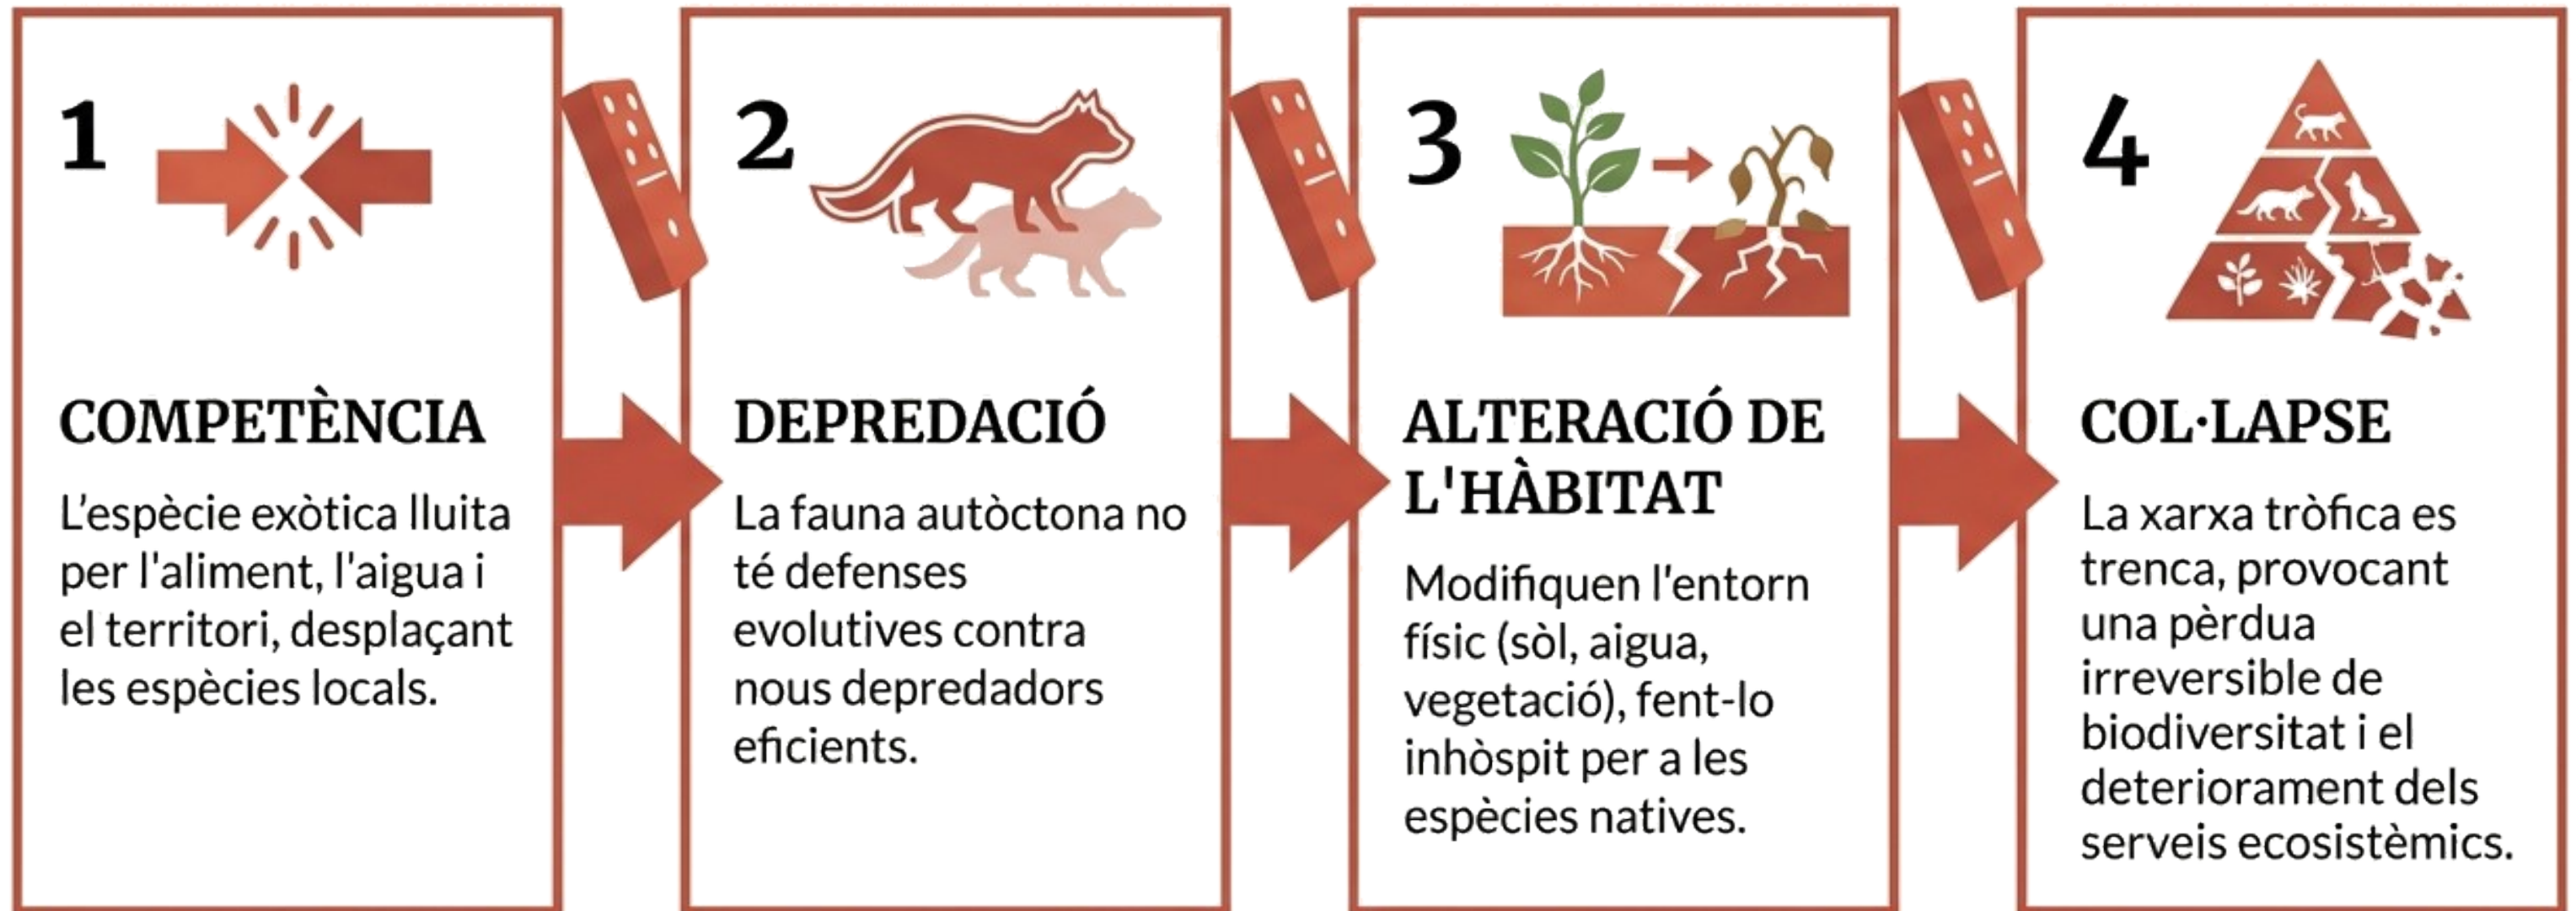 1
COMPETÈNCIA
L'espècie exòtica lluita
per l'aliment, l'aigua i
el territori, desplaçant
les espècies locals.
2
DEPREDACIÓ
La fauna autòctona no
té defenses
evolutives contra
nous depredadors
eficients.
3
ALTERACIÓ DE
L'HÀBITAT
Modifiquen l'entorn
físic (sòl, aigua,
vegetació), fent-lo
inhòspit per a les
espècies natives.
4
COL·LAPSE
La xarxa tròfica es
trenca, provocant
una pèrdua
irreversible de
biodiversitat i el
deteriorament dels
serveis ecosistèmics.